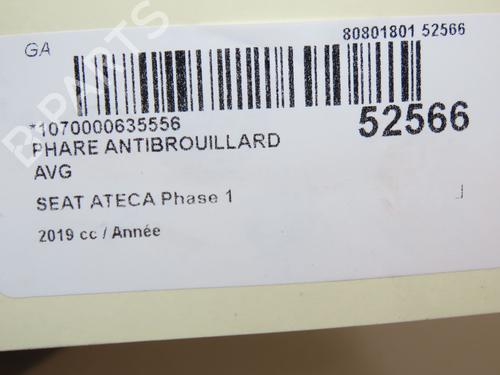 GA
80801801 52566
*1070000635556
52566
PHARE ANTIBROUILLARD
AVG
SEAT ATECA Phase 1
2019 cc / Année
B-PARTS